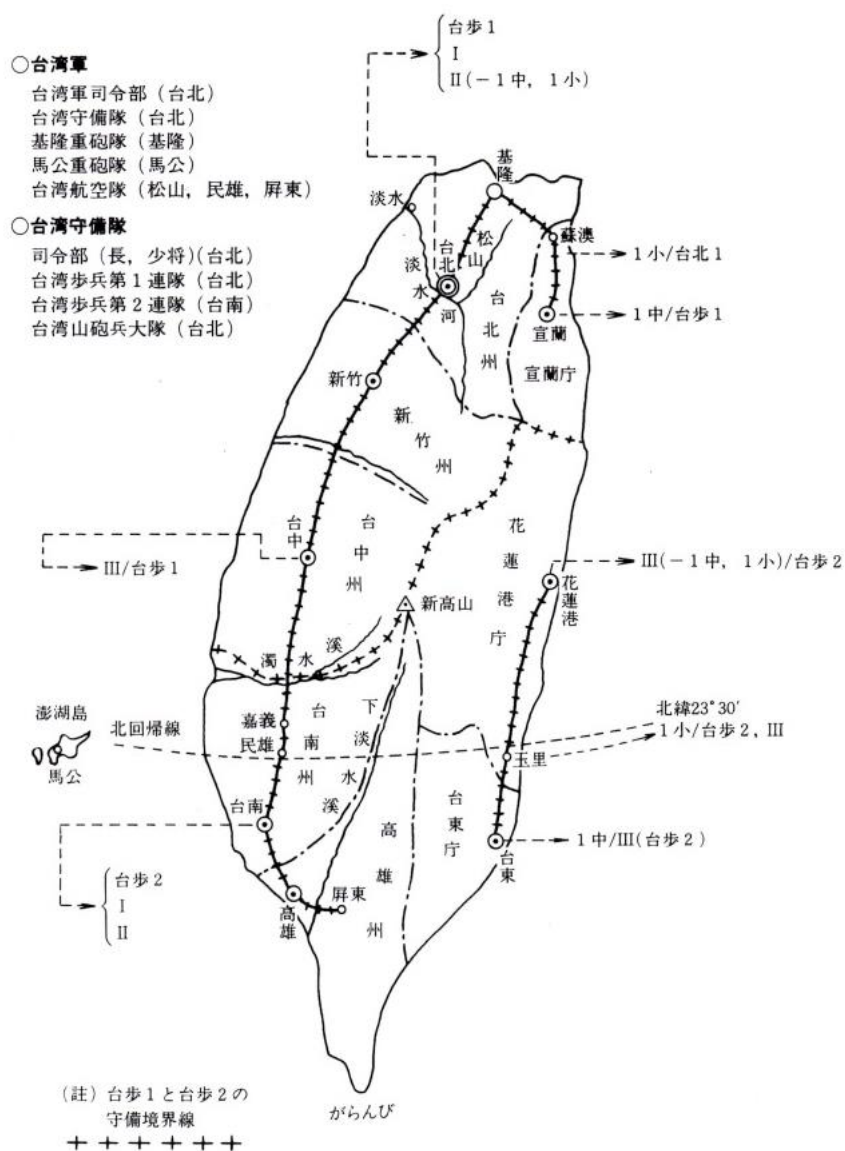 ○台湾軍
台湾軍司令部（台北）
台湾守備隊（台北）
基隆重砲隊（基隆）
馬公重砲隊（馬公）
台湾航空隊（松山，民雄，屏東）
○台湾守備隊
司令部（長，少将）（台北）
台湾歩兵第１連隊（台北）
台湾歩兵第２連隊（台南）
台湾山砲兵大隊（台北）
台歩１
I
II（－１中，１小）
基隆
淡水
蘇澳
松山
台北
淡水河
台北州
宣蘭
宣蘭庁
１小/台北１
１中/台歩１
新竹
新竹州
台中
台中州
III/台歩１
花蓮港庁
花蓮港
III（－１中，１小）/台歩２
新高山
濁水溪
澎湖島
馬公
北回帰線
北緯23°30′
嘉義
民雄
台南州
下淡水溪
玉里
１小/台歩２，III
台南
台東庁
台東
１中/III（台歩２）
高雄州
高雄
屏東
台歩２
I
II
がらんび
（註）台歩１と台歩２の
守備境界線